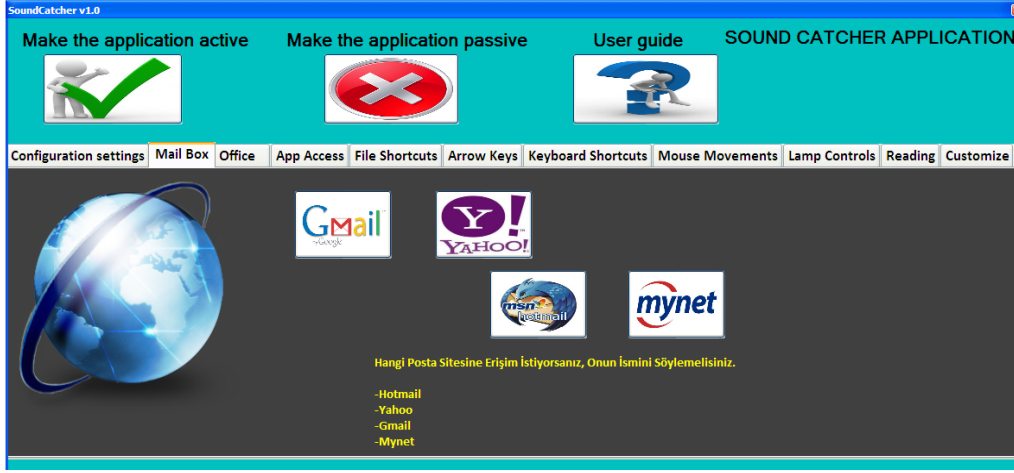 SoundCatcher v1.0
Make the application active
Make the application passive
User guide
SOUND CATCHER APPLICATION
Configuration settings
Mail Box
Office
App Access
File Shortcuts
Arrow Keys
Keyboard Shortcuts
Mouse Movements
Lamp Controls
Reading
Customize
Gmail
by Google
YAHOO!
msn
hotmail
mynet
Hangi Posta Sitesine Erişim İstiyorsanız, Onun İsmini Söylemelisiniz.
-Hotmail
-Yahoo
-Gmail
-Mynet